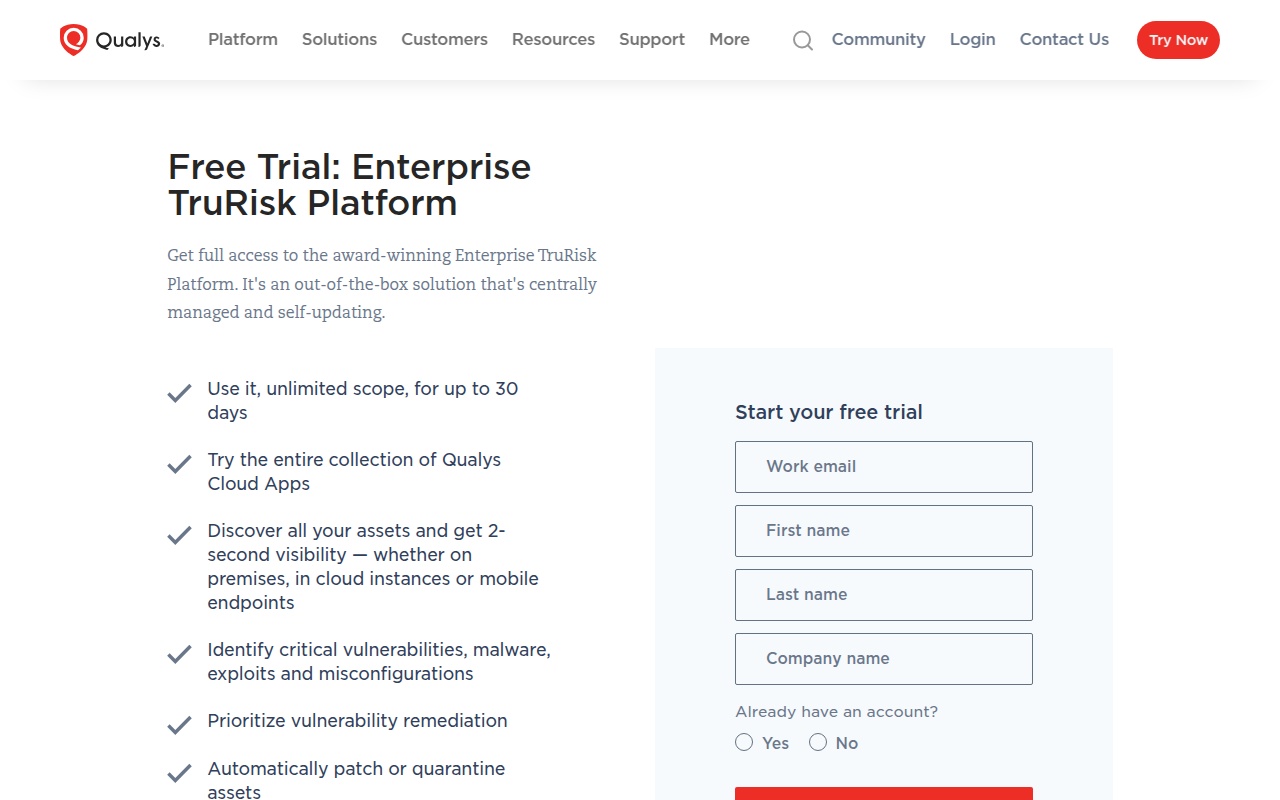 Qualys.
Platform Solutions Customers Resources Support More Community Login Contact Us Try Now
Free Trial: Enterprise
TruRisk Platform
Get full access to the award-winning Enterprise TruRisk
Platform. It's an out-of-the-box solution that's centrally
managed and self-updating.
Use it, unlimited scope, for up to 30
days
Try the entire collection of Qualys
Cloud Apps
Discover all your assets and get 2-
second visibility — whether on
premises, in cloud instances or mobile
endpoints
Identify critical vulnerabilities, malware,
exploits and misconfigurations
Prioritize vulnerability remediation
Automatically patch or quarantine
assets
Start your free trial
Work email
First name
Last name
Company name
Already have an account?
Yes No